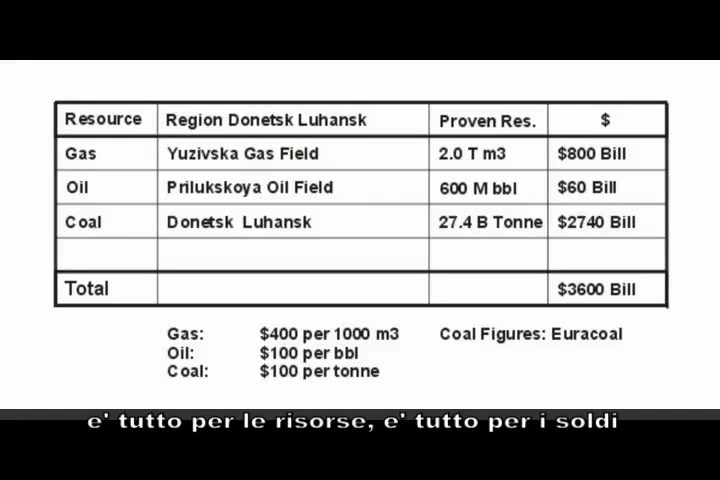 Resource Region Donetsk Luhansk Proven Res. $
Gas Yuzivska Gas Field 2.0 T m3 $800 Bill
Oil Prilukskoya Oil Field 600 M bbl $60 Bill
Coal Donetsk Luhansk 27.4 B Tonne $2740 Bill
Total $3600 Bill
Gas: $400 per 1000 m3 Coal Figures: Euracoal
Oil: $100 per bbl
Coal: $100 per tonne
e' tutto per le risorse, e' tutto per i soldi